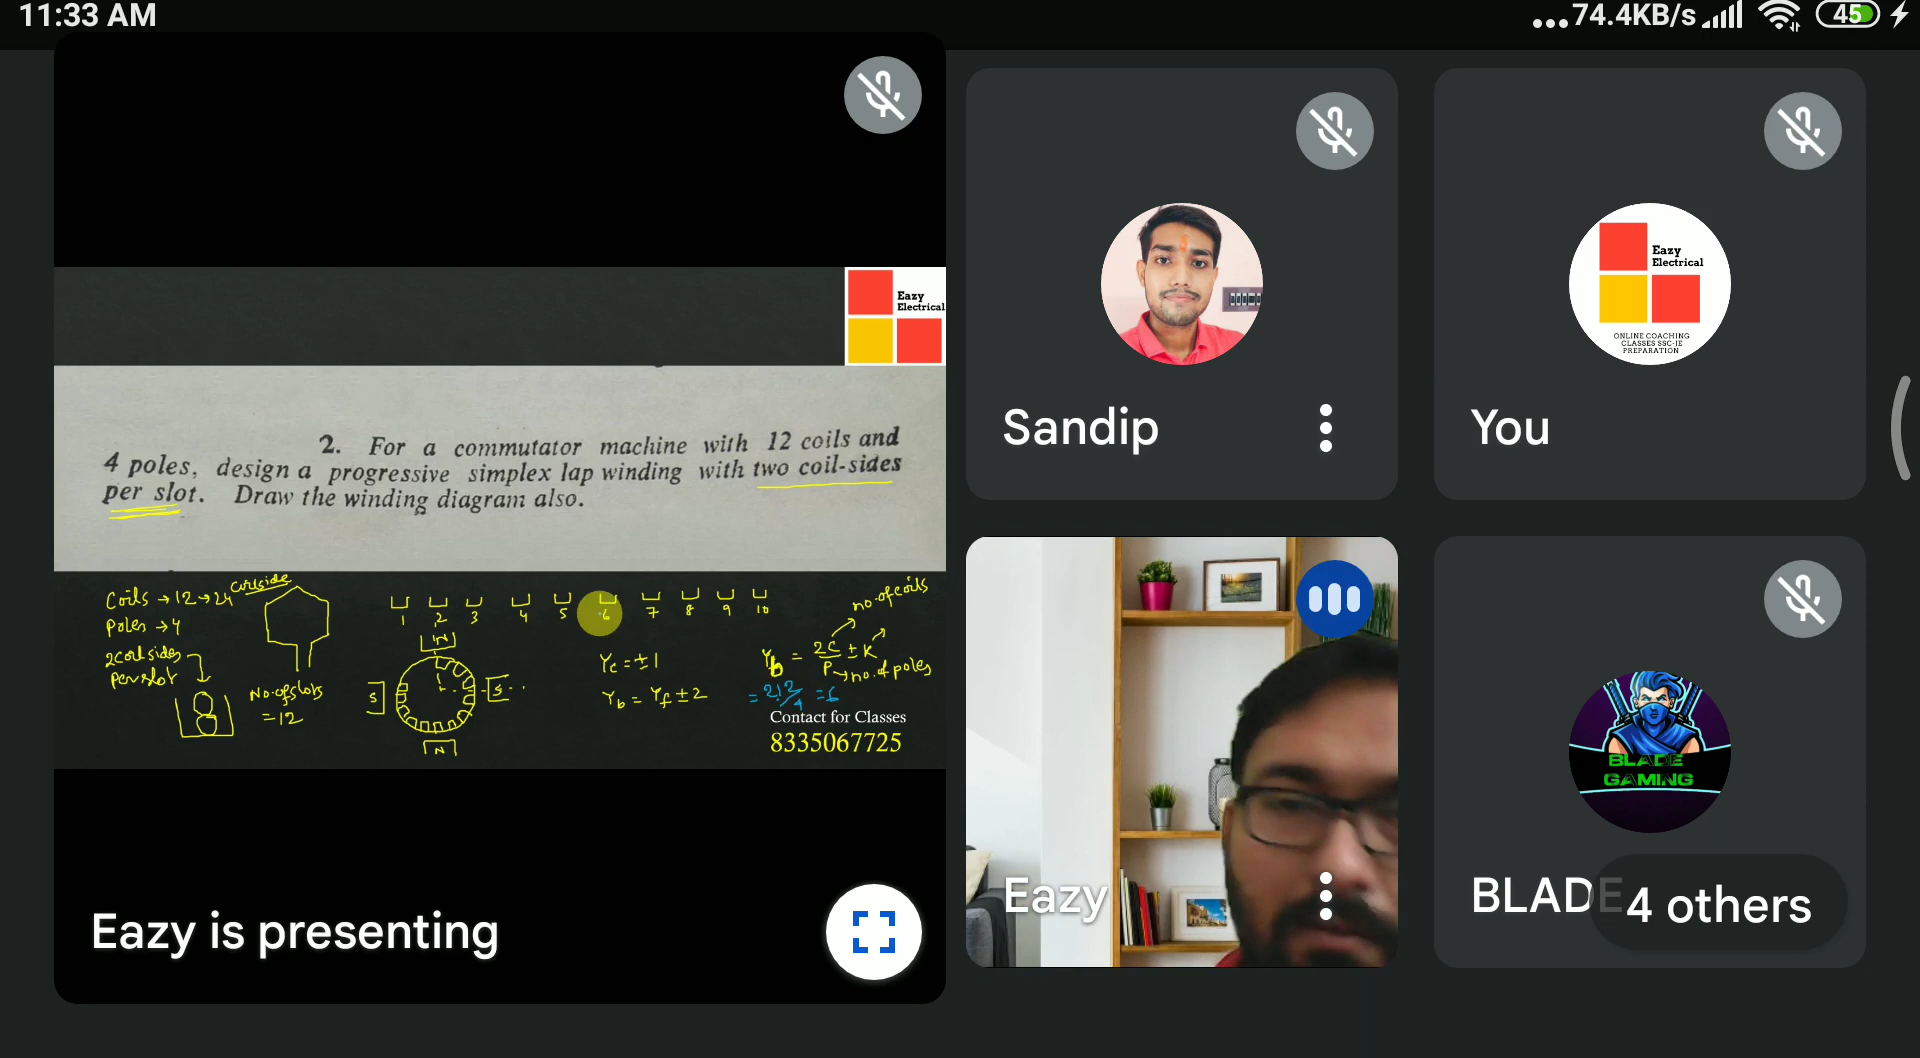 11:33 AM
...74.4KB/s
45
Eazy
Electrical
2. For a commutator machine with 12 coils and
4 poles, design a progressive simplex lap winding with two coil-sides
per slot. Draw the winding diagram also.
Coils → 12 → 24 Coilside
Poles → 4
2 Coil sides
Per slot
No. of slots
= 12
1 2 3 4 5 6 7 8 9 10
N
S
S
N
Yc = ±1
Yb = Yf ± 2
no. of coils
Yb = 2C/P ± K
no. of poles
= 6
Contact for Classes
8335067725
Eazy is presenting
Sandip
Eazy
Electrical
ONLINE COACHING
CLASSES SSC-JE
PREPARATION
You
Eazy
BLADE
GAMING
BLADE
4 others